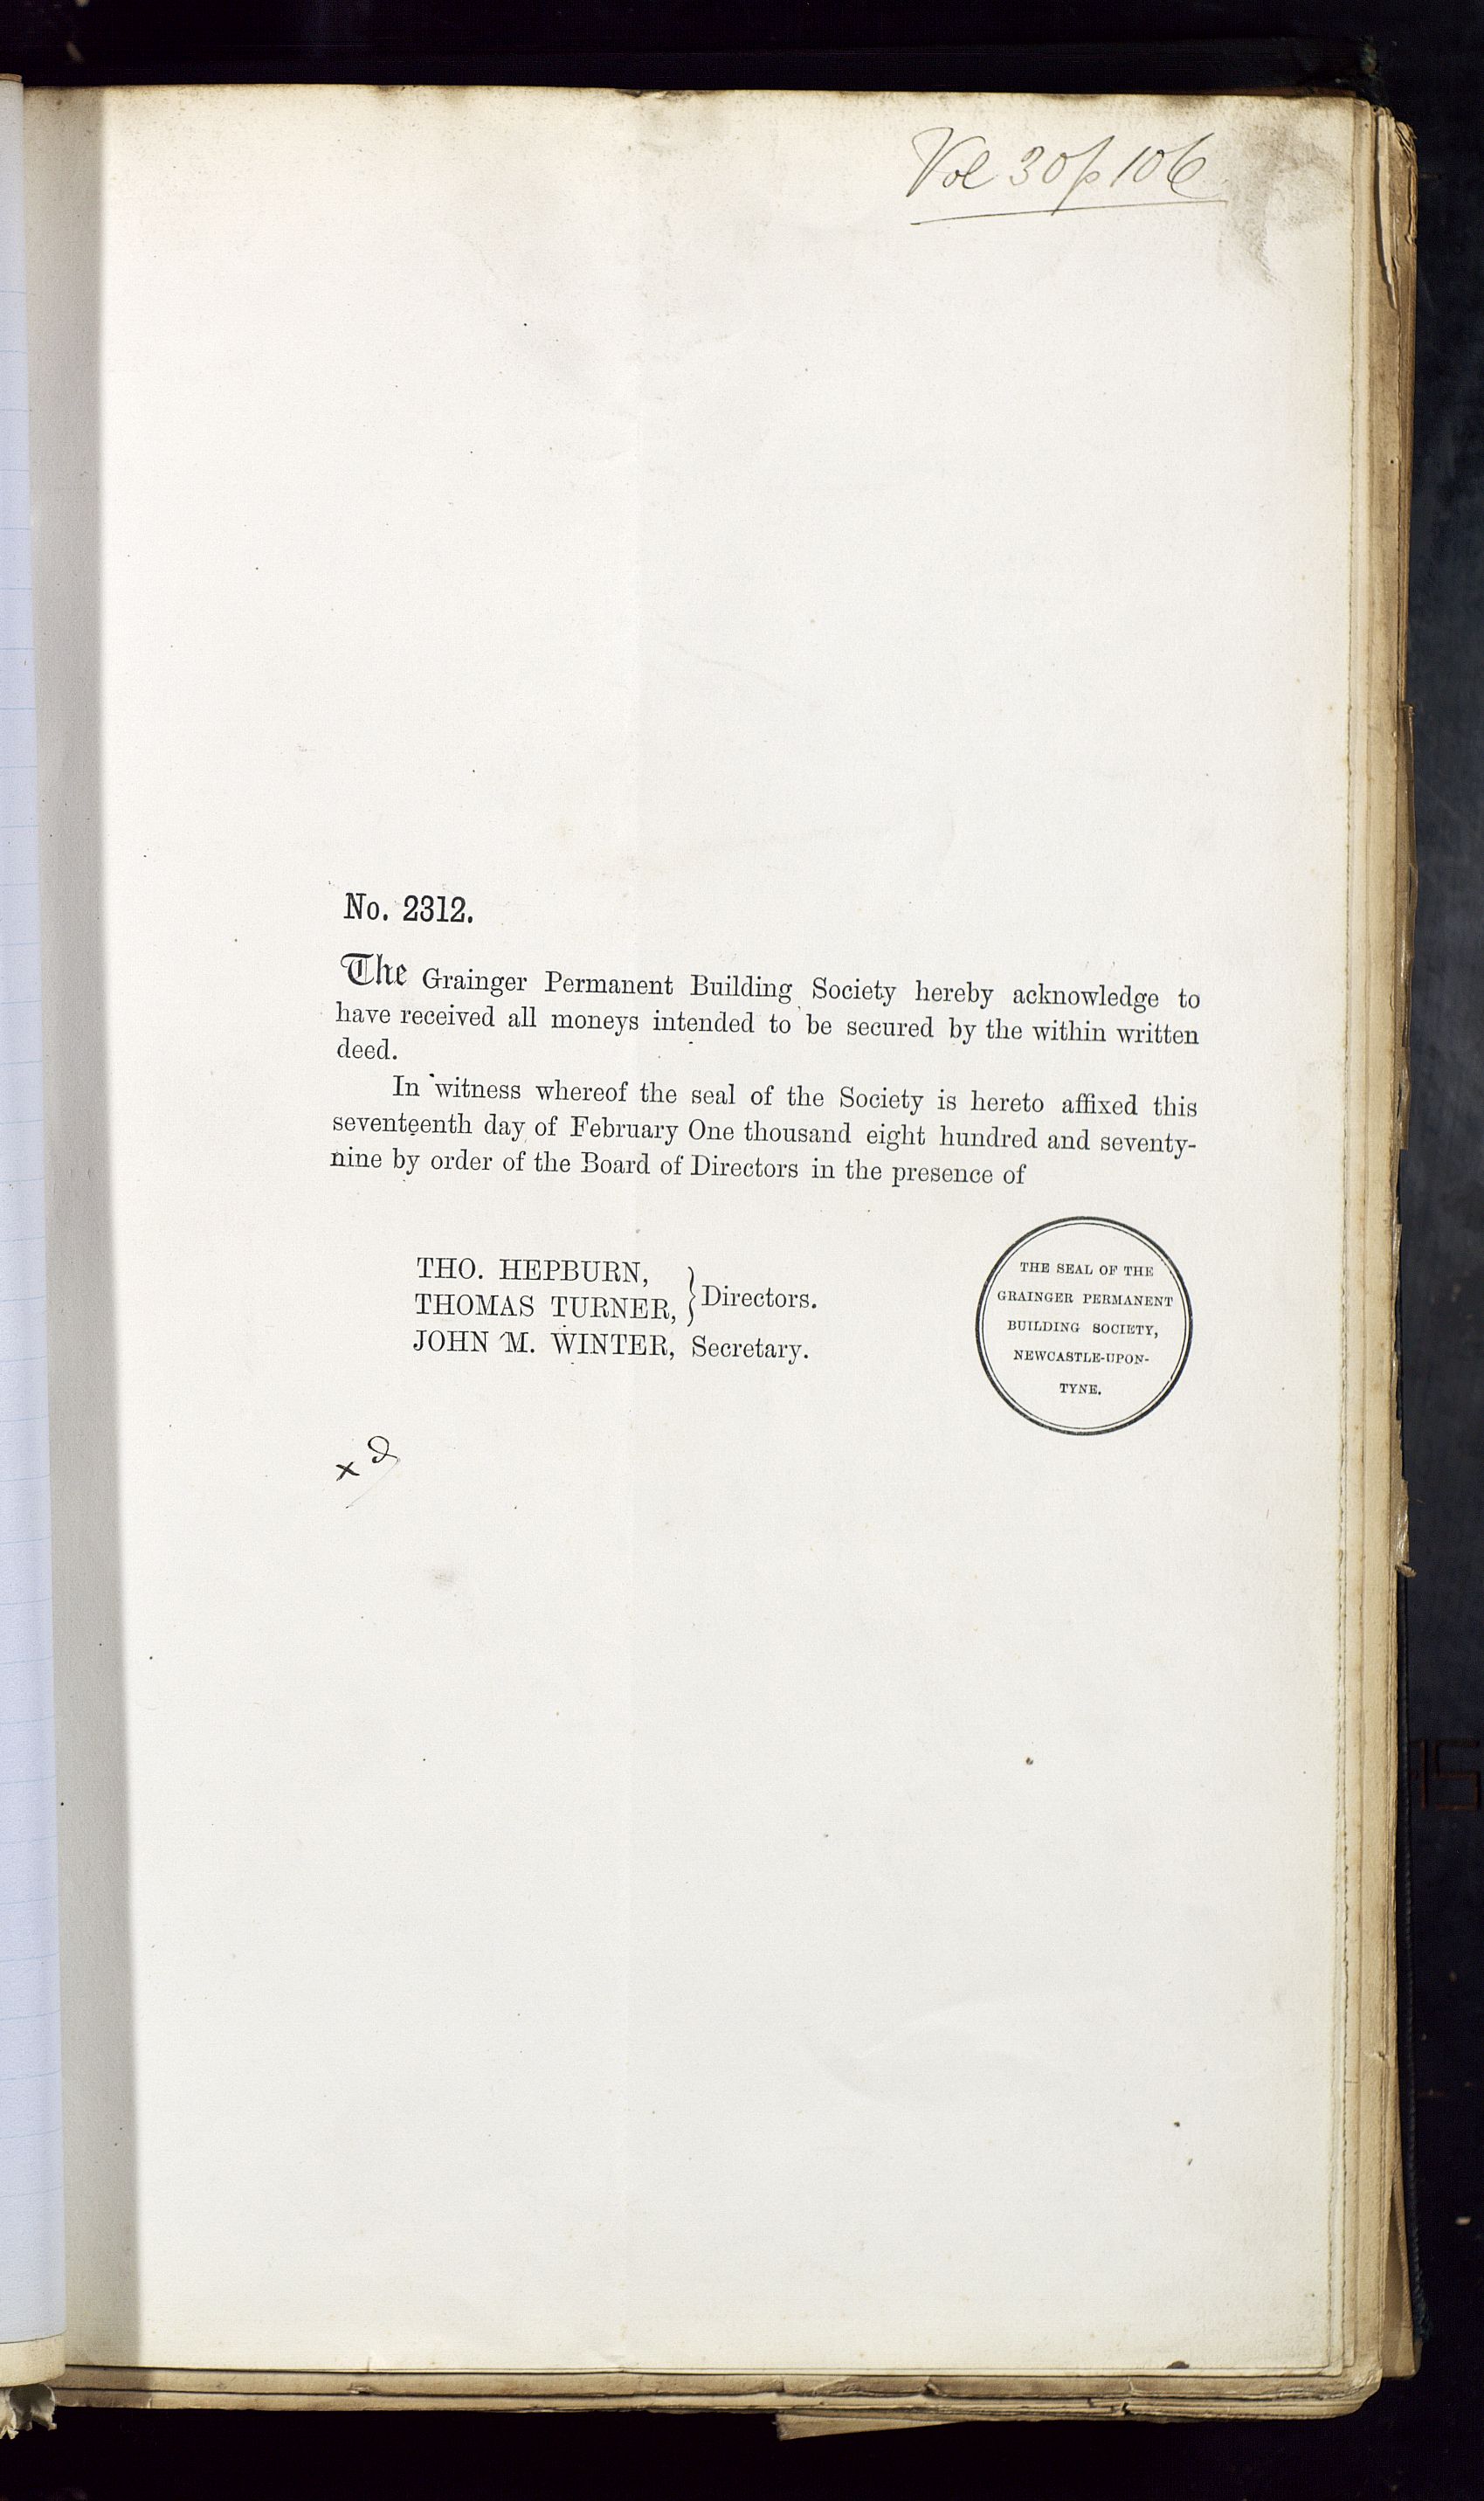 Vol 30 p 106
No. 2312.
The Grainger Permanent Building Society hereby acknowledge to
have received all moneys intended to be secured by the within written
deed.
In witness whereof the seal of the Society is hereto affixed this
seventeenth day of February One thousand eight hundred and seventy-
nine by order of the Board of Directors in the presence of
THO. HEPBURN,
THOMAS TURNER, } Directors.
JOHN M. WINTER, Secretary.
THE SEAL OF THE
GRAINGER PERMANENT
BUILDING SOCIETY,
NEWCASTLE-UPON-
TYNE.